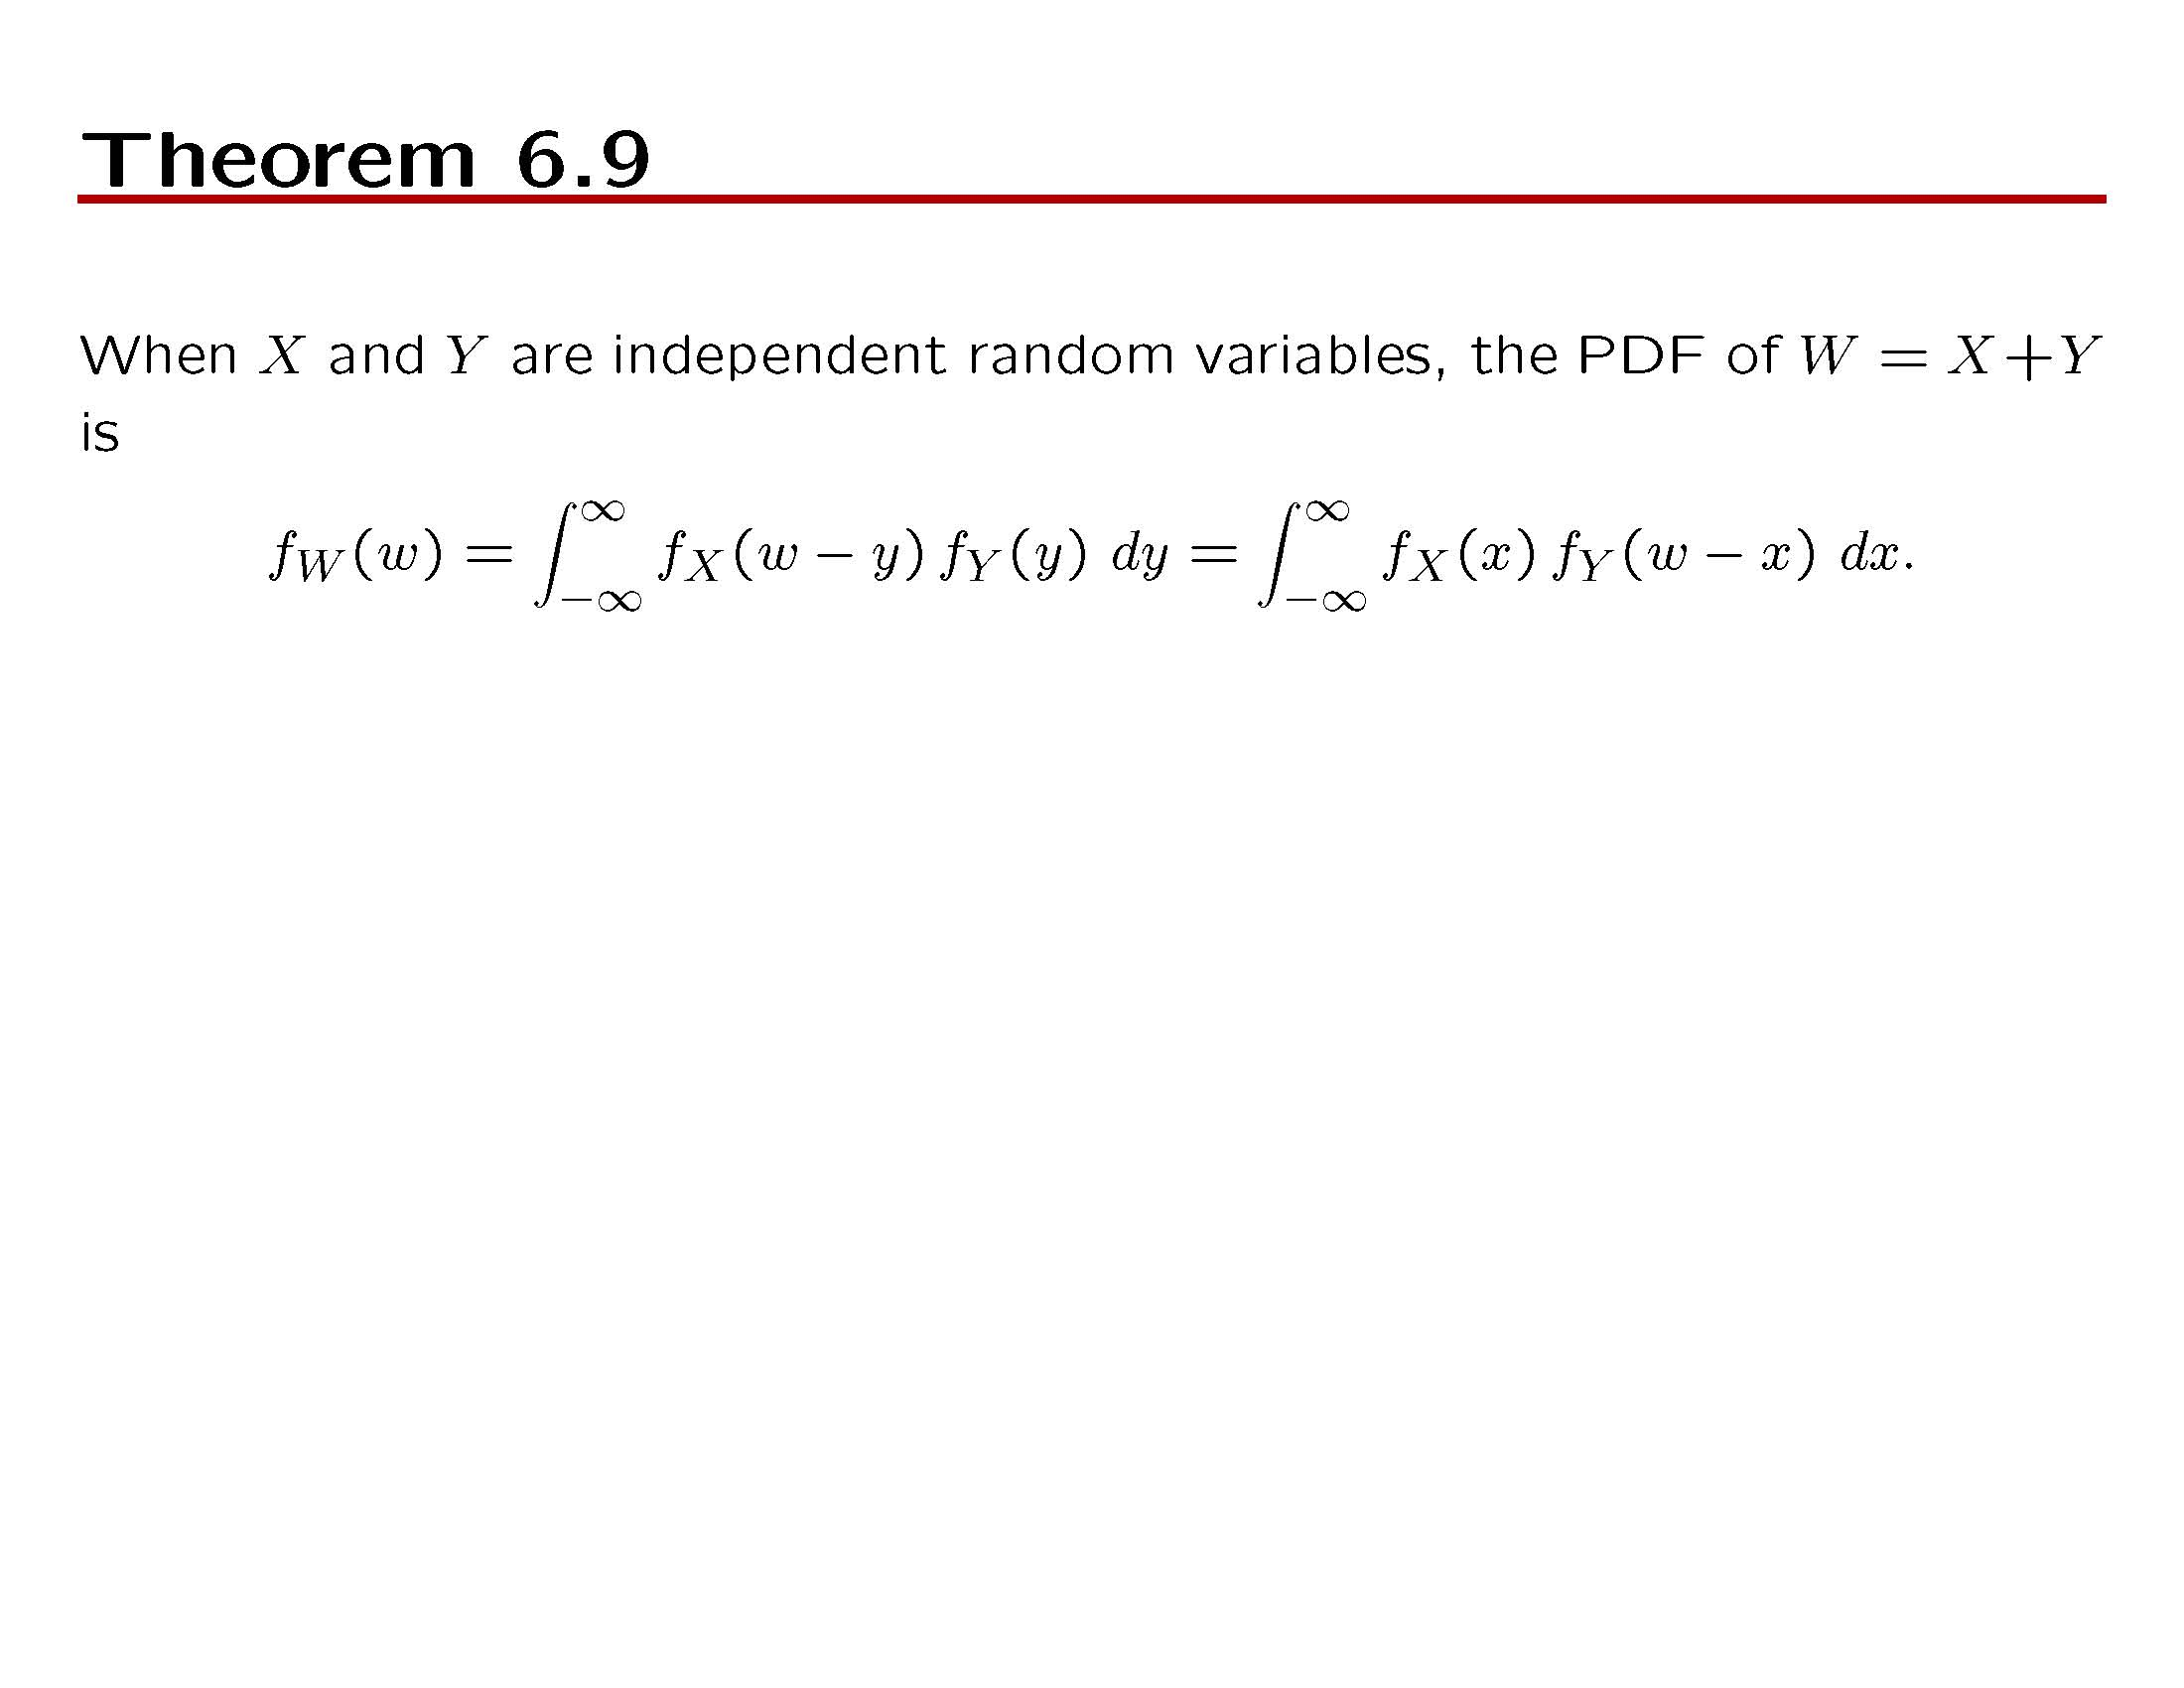 Theorem 6.9
When X and Y are independent random variables, the PDF of W = X + Y
is
f_W(w) = ∫_{-∞}^{∞} f_X(w − y) f_Y(y) dy = ∫_{-∞}^{∞} f_X(x) f_Y(w − x) dx.